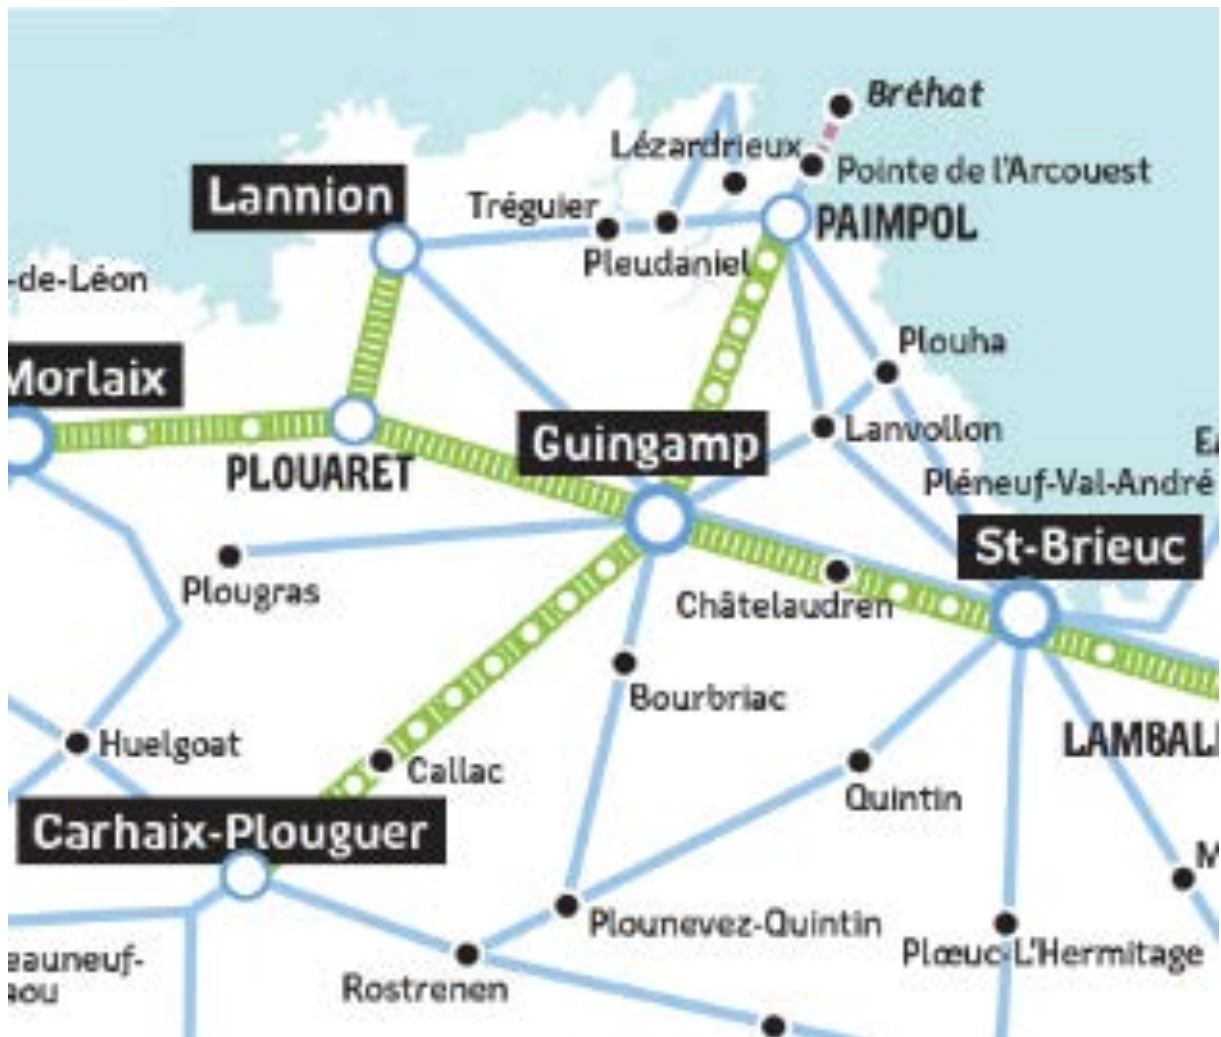 Bréhat
Lézardrieux
Pointe de l'Arcouest
Lannion
Tréguier
PAIMPOL
Pleudaniel
-de-Léon
Plouha
Morlaix
Guingamp
Lanvollon
PLOUARET
Pléneuf-Val-André
St-Brieuc
Plougras
Châtelaudren
Bourbriac
Huelgoat
LAMBAL
Callac
Quintin
Carhaix-Plouguer
M
Plounevez-Quintin
Plœuc-L'Hermitage
eauneuf-
aou
Rostrenen